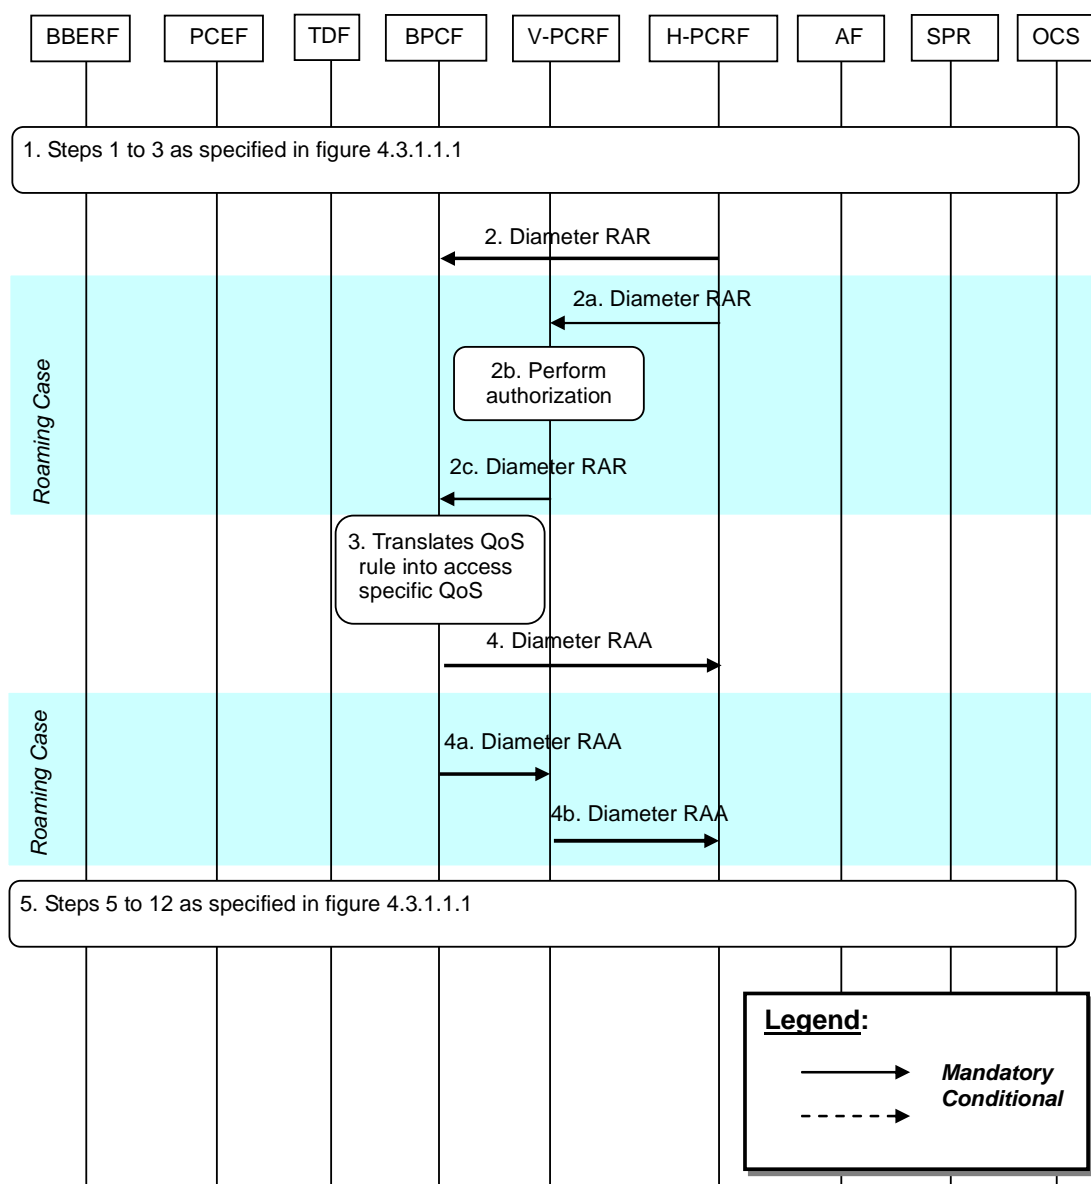 BBERF PCEF TDF BPCF V-PCRF H-PCRF AF SPR OCS
1. Steps 1 to 3 as specified in figure 4.3.1.1.1
2. Diameter RAR
Roaming Case
2a. Diameter RAR
2b. Perform
authorization
2c. Diameter RAR
3. Translates QoS
rule into access
specific QoS
4. Diameter RAA
Roaming Case
4a. Diameter RAA
4b. Diameter RAA
5. Steps 5 to 12 as specified in figure 4.3.1.1.1
Legend:
Mandatory
Conditional